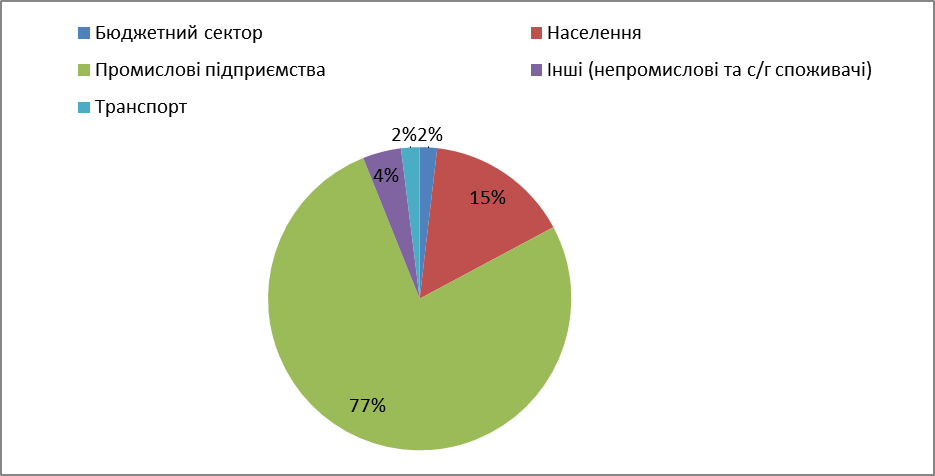 Бюджетний сектор
Населення
Промислові підприємства
Інші (непромислові та с/г споживачі)
Транспорт
2%
2%
4%
15%
77%